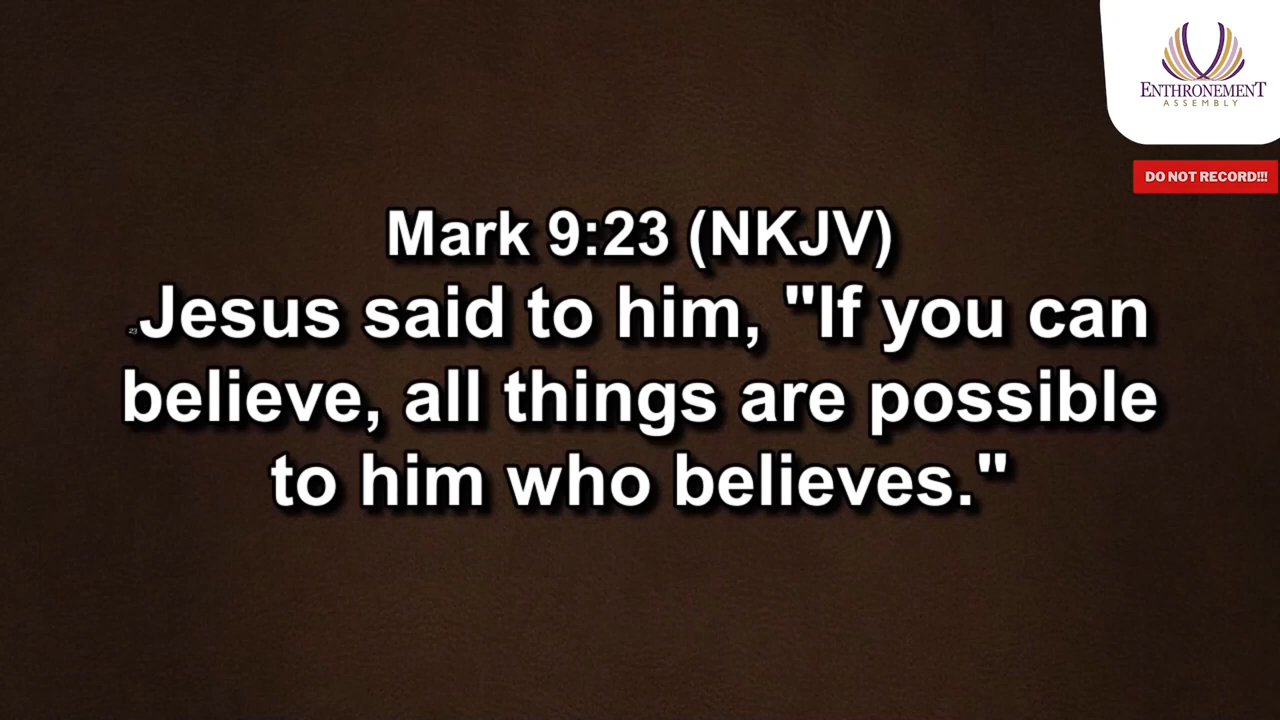 ENTHRONEMENT
ASSEMBLY
DO NOT RECORD!!!
Mark 9:23 (NKJV)
23 Jesus said to him, "If you can
believe, all things are possible
to him who believes."